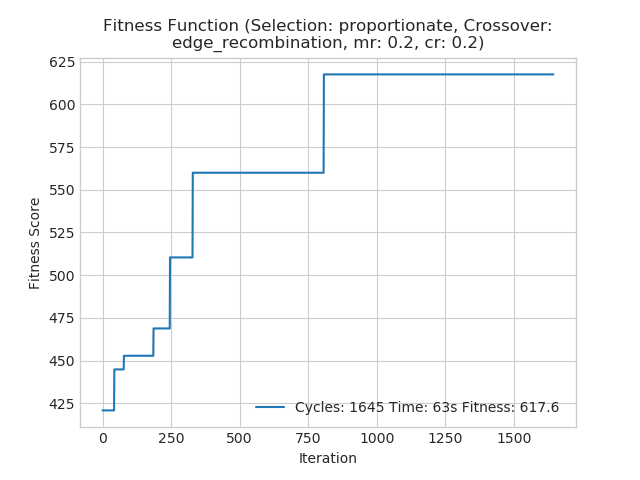 Fitness Function (Selection: proportionate, Crossover:
edge_recombination, mr: 0.2, cr: 0.2)
625
600
575
550
525
500
475
450
425
Fitness Score
Cycles: 1645 Time: 63s Fitness: 617.6
0 250 500 750 1000 1250 1500
Iteration